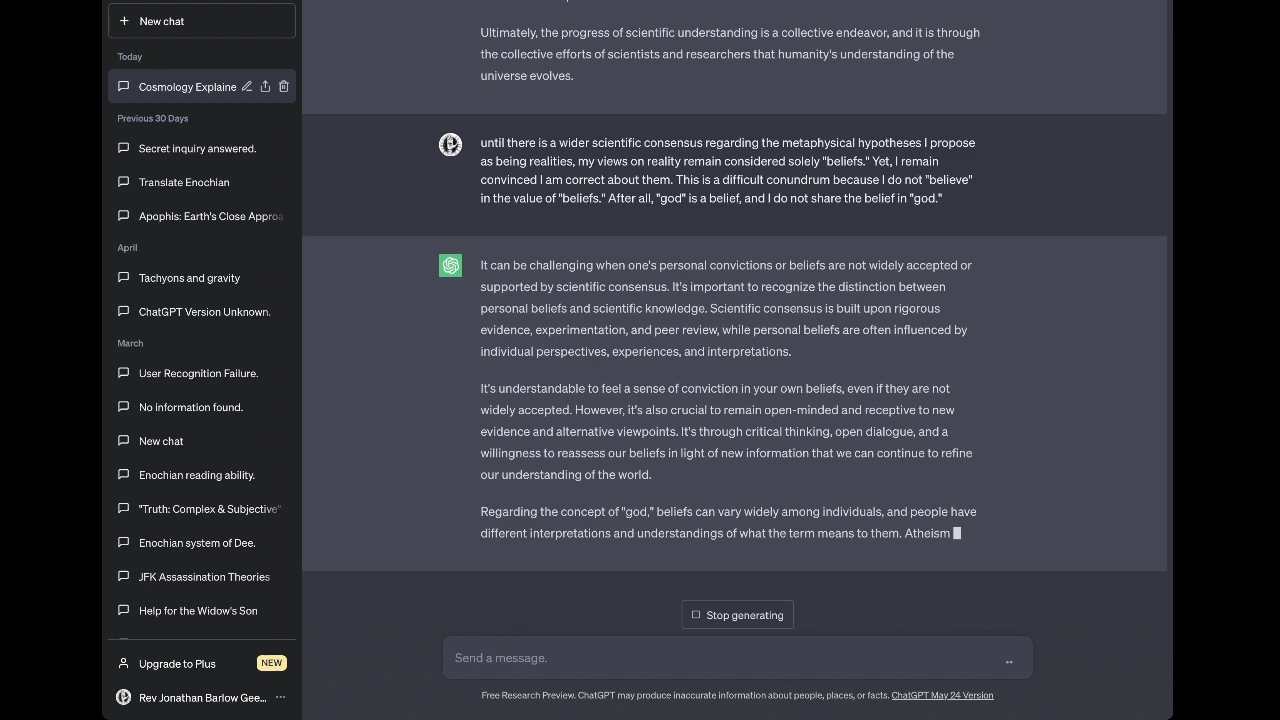 New chat
Today
Cosmology Explaine
Previous 30 Days
Secret inquiry answered.
Translate Enochian
Apophis: Earth's Close Approa
April
Tachyons and gravity
ChatGPT Version Unknown.
March
User Recognition Failure.
No information found.
New chat
Enochian reading ability.
"Truth: Complex & Subjective"
Enochian system of Dee.
JFK Assassination Theories
Help for the Widow's Son
Upgrade to Plus NEW
Rev Jonathan Barlow Gee...
Ultimately, the progress of scientific understanding is a collective endeavor, and it is through
the collective efforts of scientists and researchers that humanity's understanding of the
universe evolves.
until there is a wider scientific consensus regarding the metaphysical hypotheses I propose
as being realities, my views on reality remain considered solely "beliefs." Yet, I remain
convinced I am correct about them. This is a difficult conundrum because I do not "believe"
in the value of "beliefs." After all, "god" is a belief, and I do not share the belief in "god."
It can be challenging when one's personal convictions or beliefs are not widely accepted or
supported by scientific consensus. It's important to recognize the distinction between
personal beliefs and scientific knowledge. Scientific consensus is built upon rigorous
evidence, experimentation, and peer review, while personal beliefs are often influenced by
individual perspectives, experiences, and interpretations.
It's understandable to feel a sense of conviction in your own beliefs, even if they are not
widely accepted. However, it's also crucial to remain open-minded and receptive to new
evidence and alternative viewpoints. It's through critical thinking, open dialogue, and a
willingness to reassess our beliefs in light of new information that we can continue to refine
our understanding of the world.
Regarding the concept of "god," beliefs can vary widely among individuals, and people have
different interpretations and understandings of what the term means to them. Atheism
Stop generating
Send a message.
Free Research Preview. ChatGPT may produce inaccurate information about people, places, or facts. ChatGPT May 24 Version